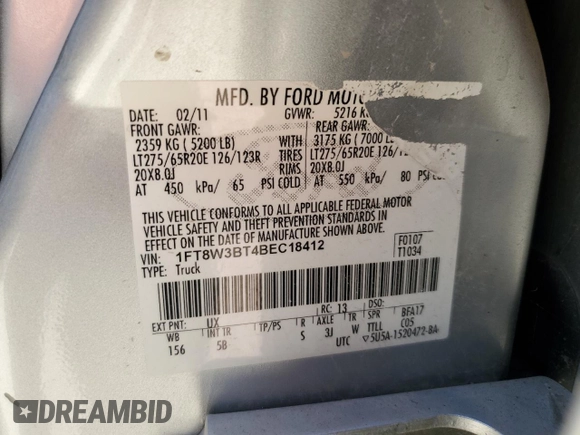 MFD. BY FORD MOTO
DATE: 02/11 GVWR: 5216 K
FRONT GAWR: REAR GAWR:
2359 KG ( 5200 LB) WITH 3175 KG ( 7000 L
LT275/65R20E 126/123R TIRES LT275/65R20E 126/12
20X8.0J RIMS 20X8.0J
AT 450 kPa/ 65 PSI COLD AT 550 kPa/ 80 PSI COL
THIS VEHICLE CONFORMS TO ALL APPLICABLE FEDERAL MOTOR
VEHICLE SAFETY AND THEFT PREVENTION STANDARDS IN
EFFECT ON THE DATE OF MANUFACTURE SHOWN ABOVE.
VIN: 1FT8W3BT4BEC18412 F0107
TYPE: Truck T1034
RC: 13 DSO:
EXT PNT: UX
WB INT TR TP/PS R AXLE TR SPR BFA17
156 5B S 3J W TTLL C05
UTC ▽5U5A-1520472-BA
DREAMBID